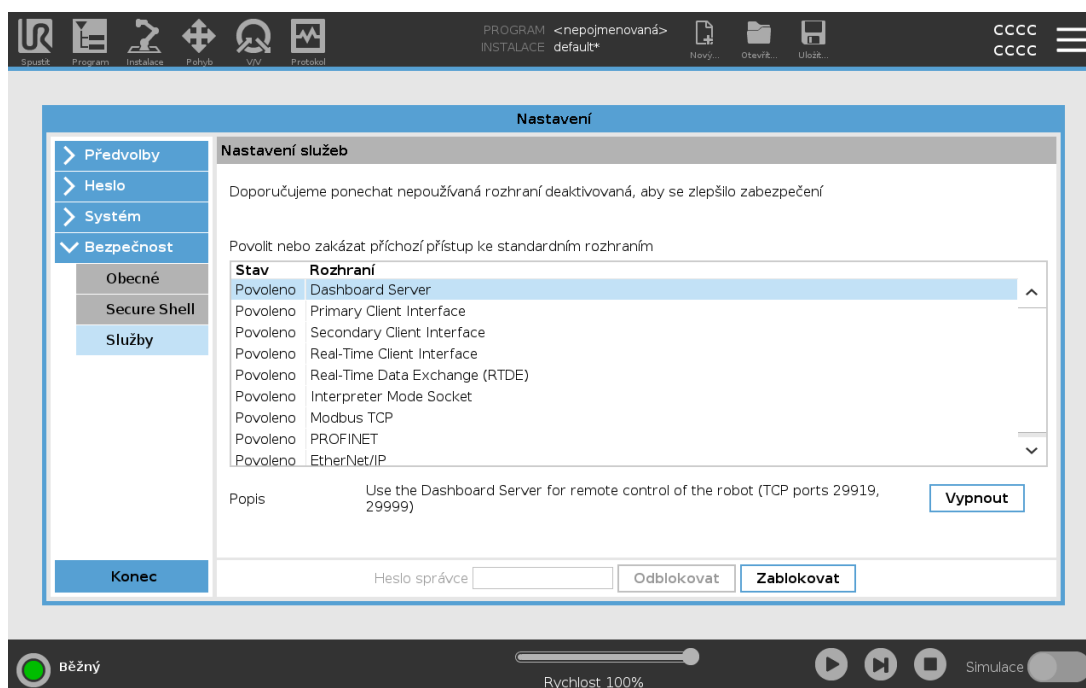 PROGRAM <nepojmenovaná>
INSTALACE default*
CCCC
CCCC
Spustit Program Instalace Pohyb V/V Protokol Nový... Otevřít... Uložit...
Nastavení
Předvolby
Heslo
Systém
Bezpečnost
Obecné
Secure Shell
Služby
Konec
Nastavení služeb
Doporučujeme ponechat nepoužívaná rozhraní deaktivovaná, aby se zlepšilo zabezpečení
Povolit nebo zakázat příchozí přístup ke standardním rozhraním
Stav Rozhraní
Povoleno Dashboard Server
Povoleno Primary Client Interface
Povoleno Secondary Client Interface
Povoleno Real-Time Client Interface
Povoleno Real-Time Data Exchange (RTDE)
Povoleno Interpreter Mode Socket
Povoleno Modbus TCP
Povoleno PROFINET
Povoleno EtherNet/IP
Popis Use the Dashboard Server for remote control of the robot (TCP ports 29919,
29999)
Vypnout
Heslo správce Odblokovat Zablokovat
Běžný
Rychlost 100%
Simulace